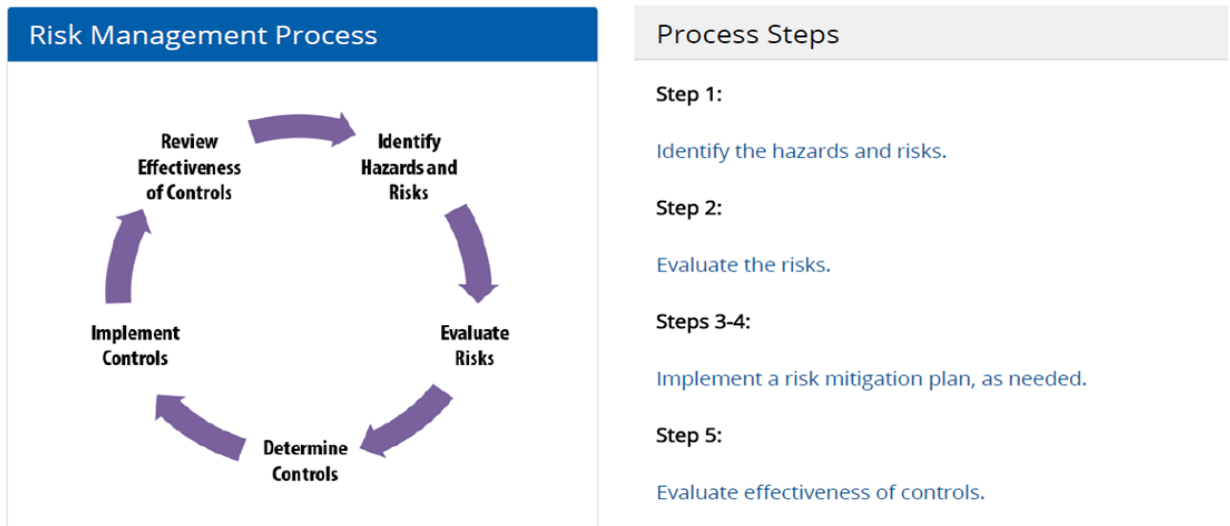 Risk Management Process
Review
Effectiveness
of Controls
Identify
Hazards and
Risks
Implement
Controls
Evaluate
Risks
Determine
Controls
Process Steps
Step 1:
Identify the hazards and risks.
Step 2:
Evaluate the risks.
Steps 3-4:
Implement a risk mitigation plan, as needed.
Step 5:
Evaluate effectiveness of controls.